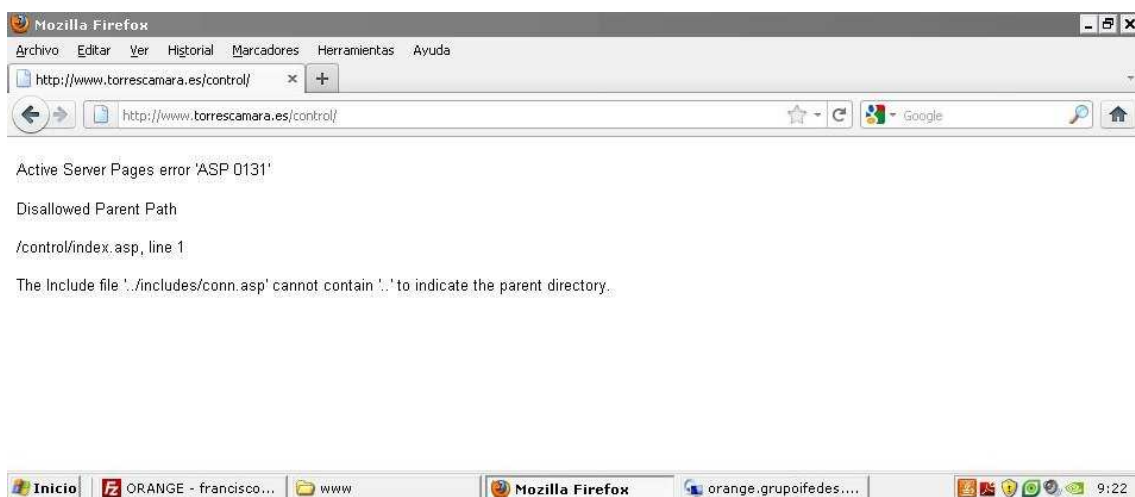 Mozilla Firefox
Archivo Editar Ver Historial Marcadores Herramientas Ayuda
http://www.torrescamara.es/control/
http://www.torrescamara.es/control/ Google
Active Server Pages error 'ASP 0131'
Disallowed Parent Path
/control/index.asp, line 1
The Include file '../includes/conn.asp' cannot contain '..' to indicate the parent directory.
Inicio ORANGE - francisco... www Mozilla Firefox orange.grupoifedes.... 9:22